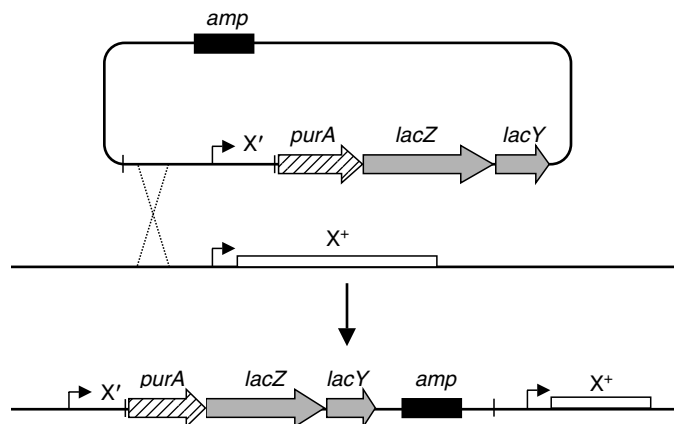 amp
X′ purA lacZ lacY
X⁺
X′ purA lacZ lacY amp X⁺